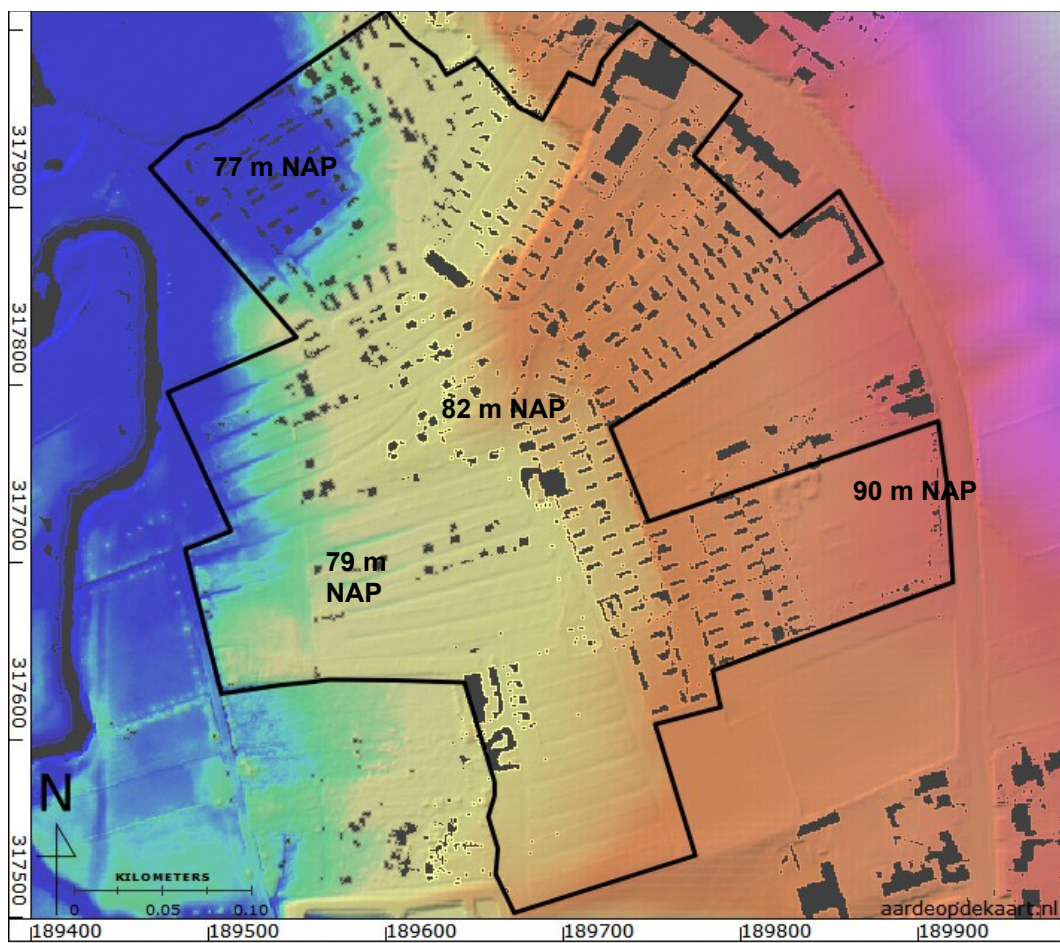 317900
77 m NAP
317800
82 m NAP
317700
90 m NAP
79 m
NAP
317600
N
KILOMETERS
0 0,05 0.10
317500
aardeopdekaart.nl
189400 189500 189600 189700 189800 189900